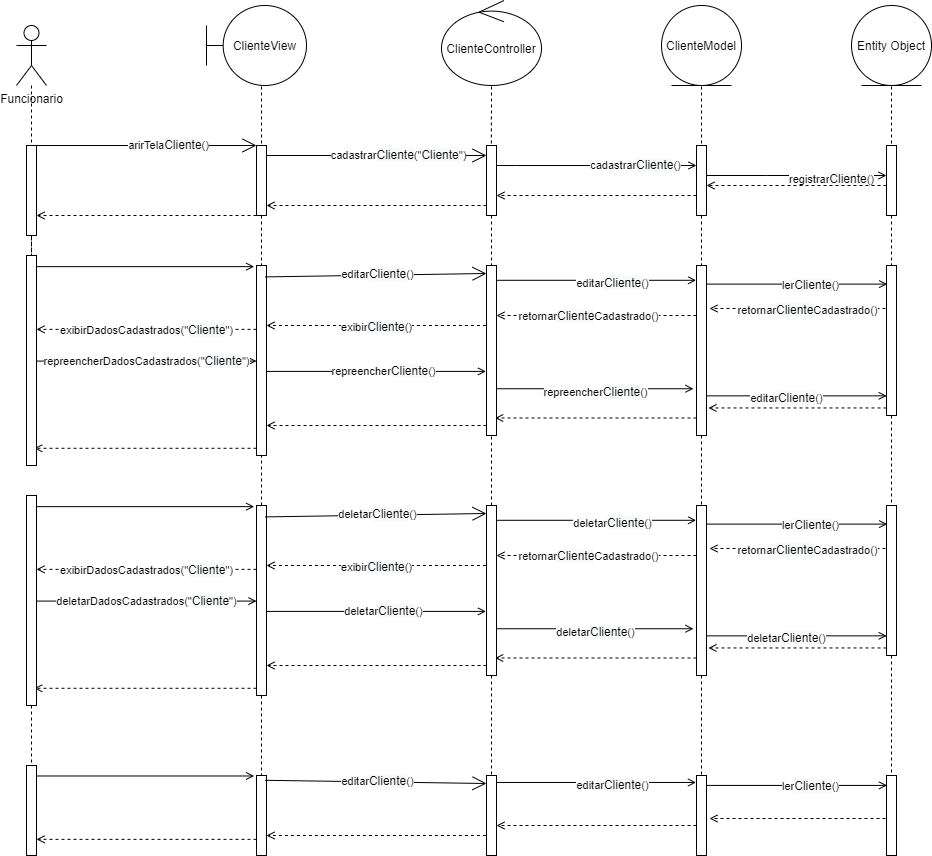 ClienteView
ClienteController
ClienteModel
Entity Object
Funcionario
arirTelaCliente()
cadastrarCliente("Cliente")
cadastrarCliente()
registrarCliente()
editarCliente()
editarCliente()
lerCliente()
retornarClienteCadastrado()
retornarClienteCadastrado()
exibirCliente()
exibirDadosCadastrados("Cliente")
repreencherDadosCadastrados("Cliente")
repreencherCliente()
repreencherCliente()
editarCliente()
deletarCliente()
deletarCliente()
lerCliente()
retornarClienteCadastrado()
retornarClienteCadastrado()
exibirCliente()
exibirDadosCadastrados("Cliente")
deletarDadosCadastrados("Cliente")
deletarCliente()
deletarCliente()
deletarCliente()
editarCliente()
editarCliente()
lerCliente()